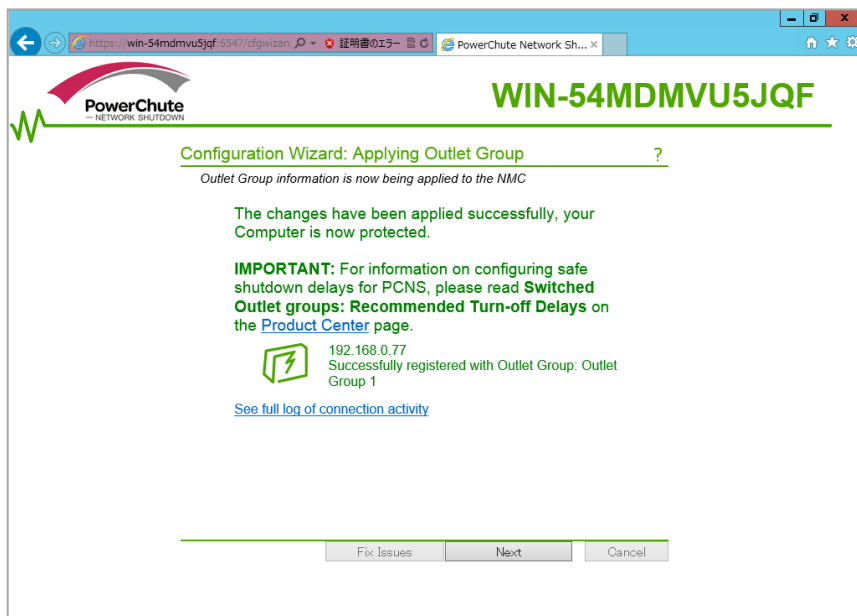 https://win-54mdmvu5jqf:6547/cfgwizard
証明書のエラー
PowerChute Network Sh...
PowerChute
NETWORK SHUTDOWN
WIN-54MDMVU5JQF
Configuration Wizard: Applying Outlet Group ?
Outlet Group information is now being applied to the NMC
The changes have been applied successfully, your
Computer is now protected.
IMPORTANT: For information on configuring safe
shutdown delays for PCNS, please read Switched
Outlet groups: Recommended Turn-off Delays on
the Product Center page.
192.168.0.77
Successfully registered with Outlet Group: Outlet
Group 1
See full log of connection activity
Fix Issues Next Cancel